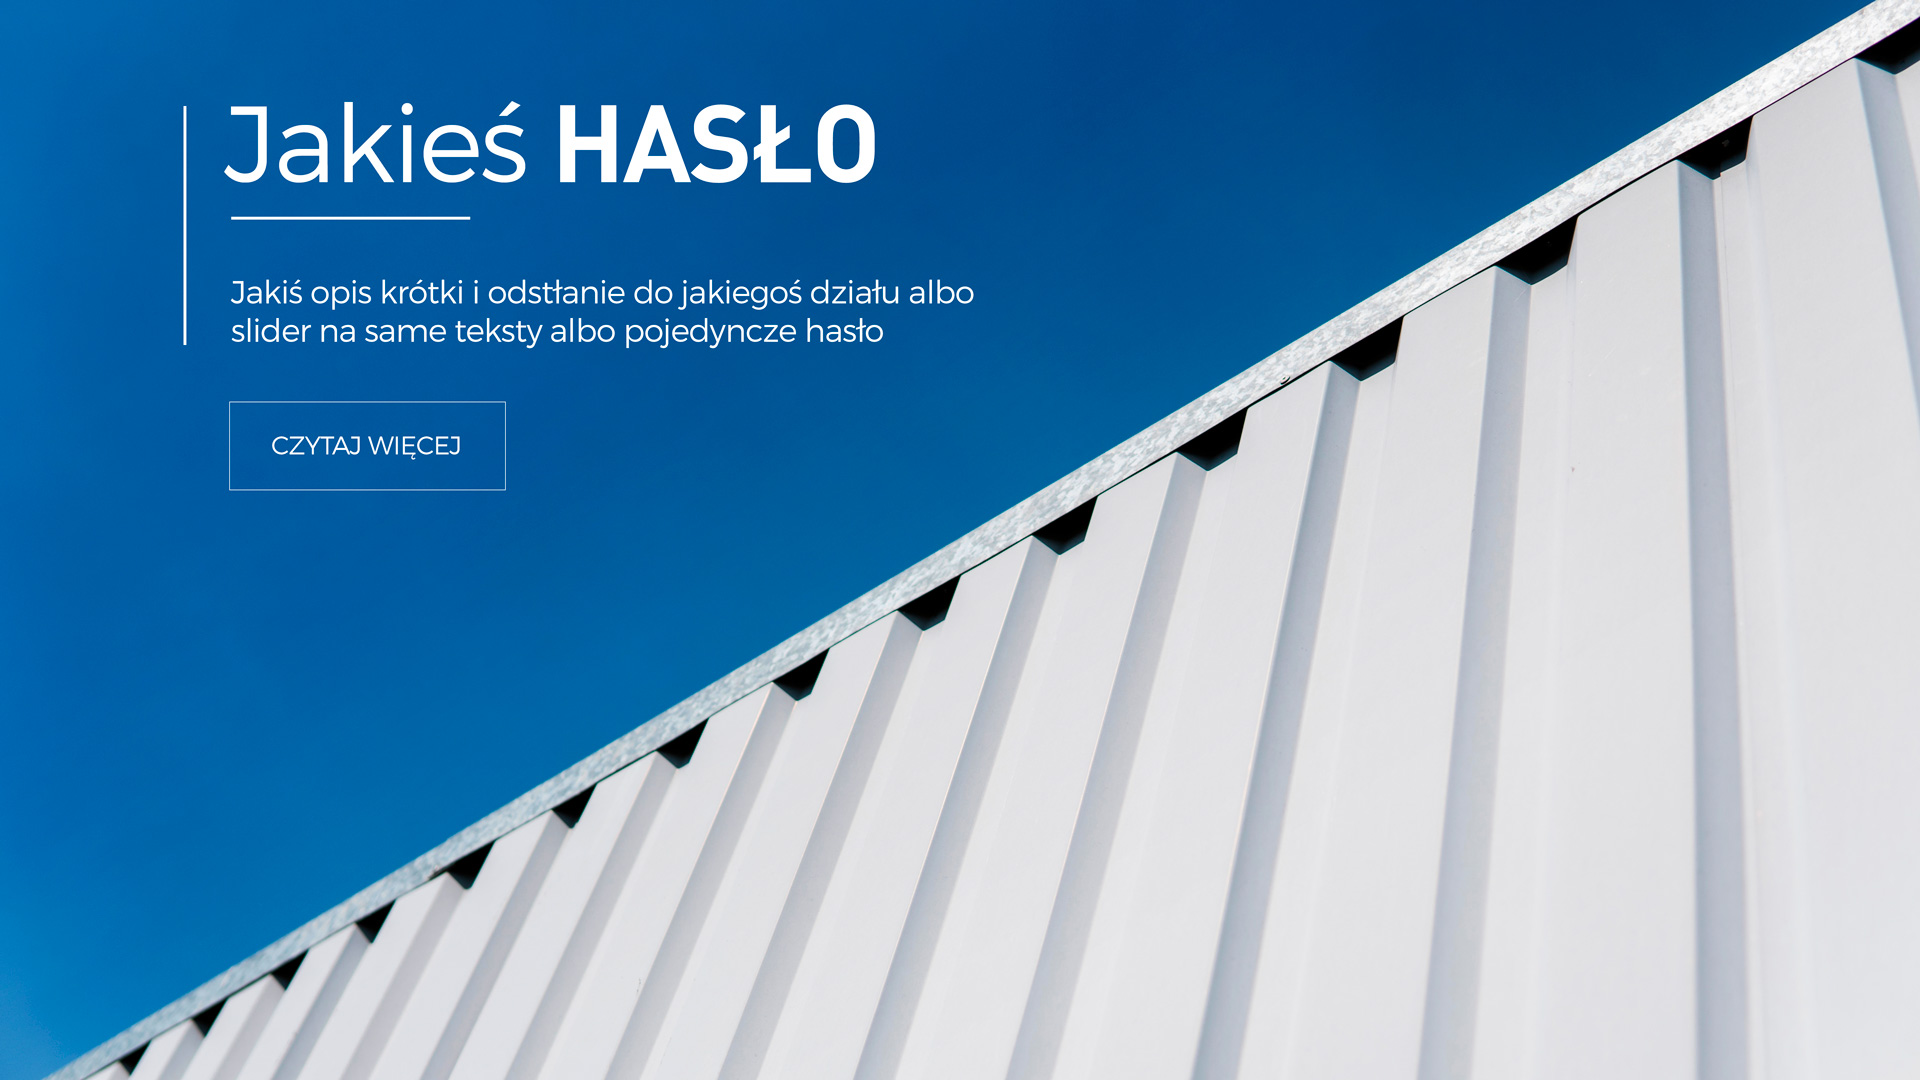 Jakieś HASŁO
Jakiś opis krótki i odstłanie do jakiegoś działu albo
slider na same teksty albo pojedyncze hasło
CZYTAJ WIĘCEJ